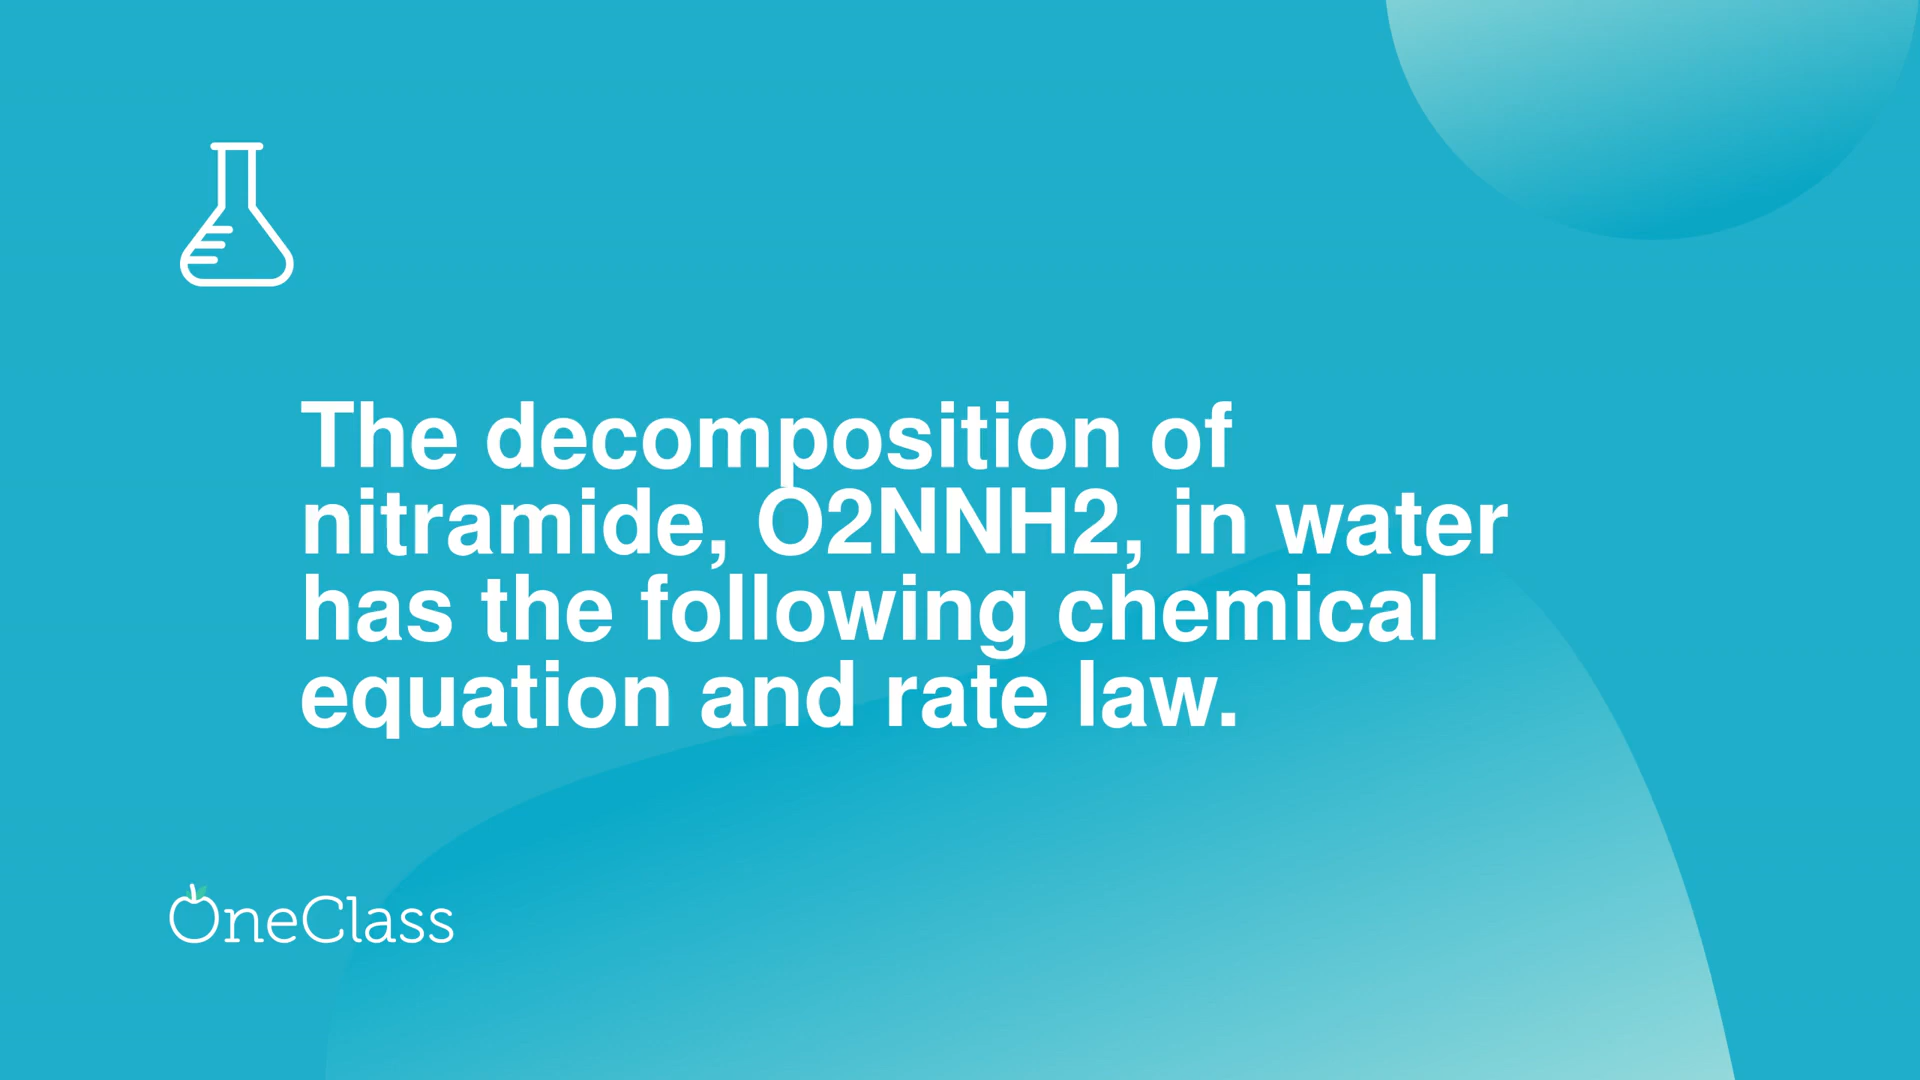 The decomposition of
nitramide, O2NNH2, in water
has the following chemical
equation and rate law.
OneClass